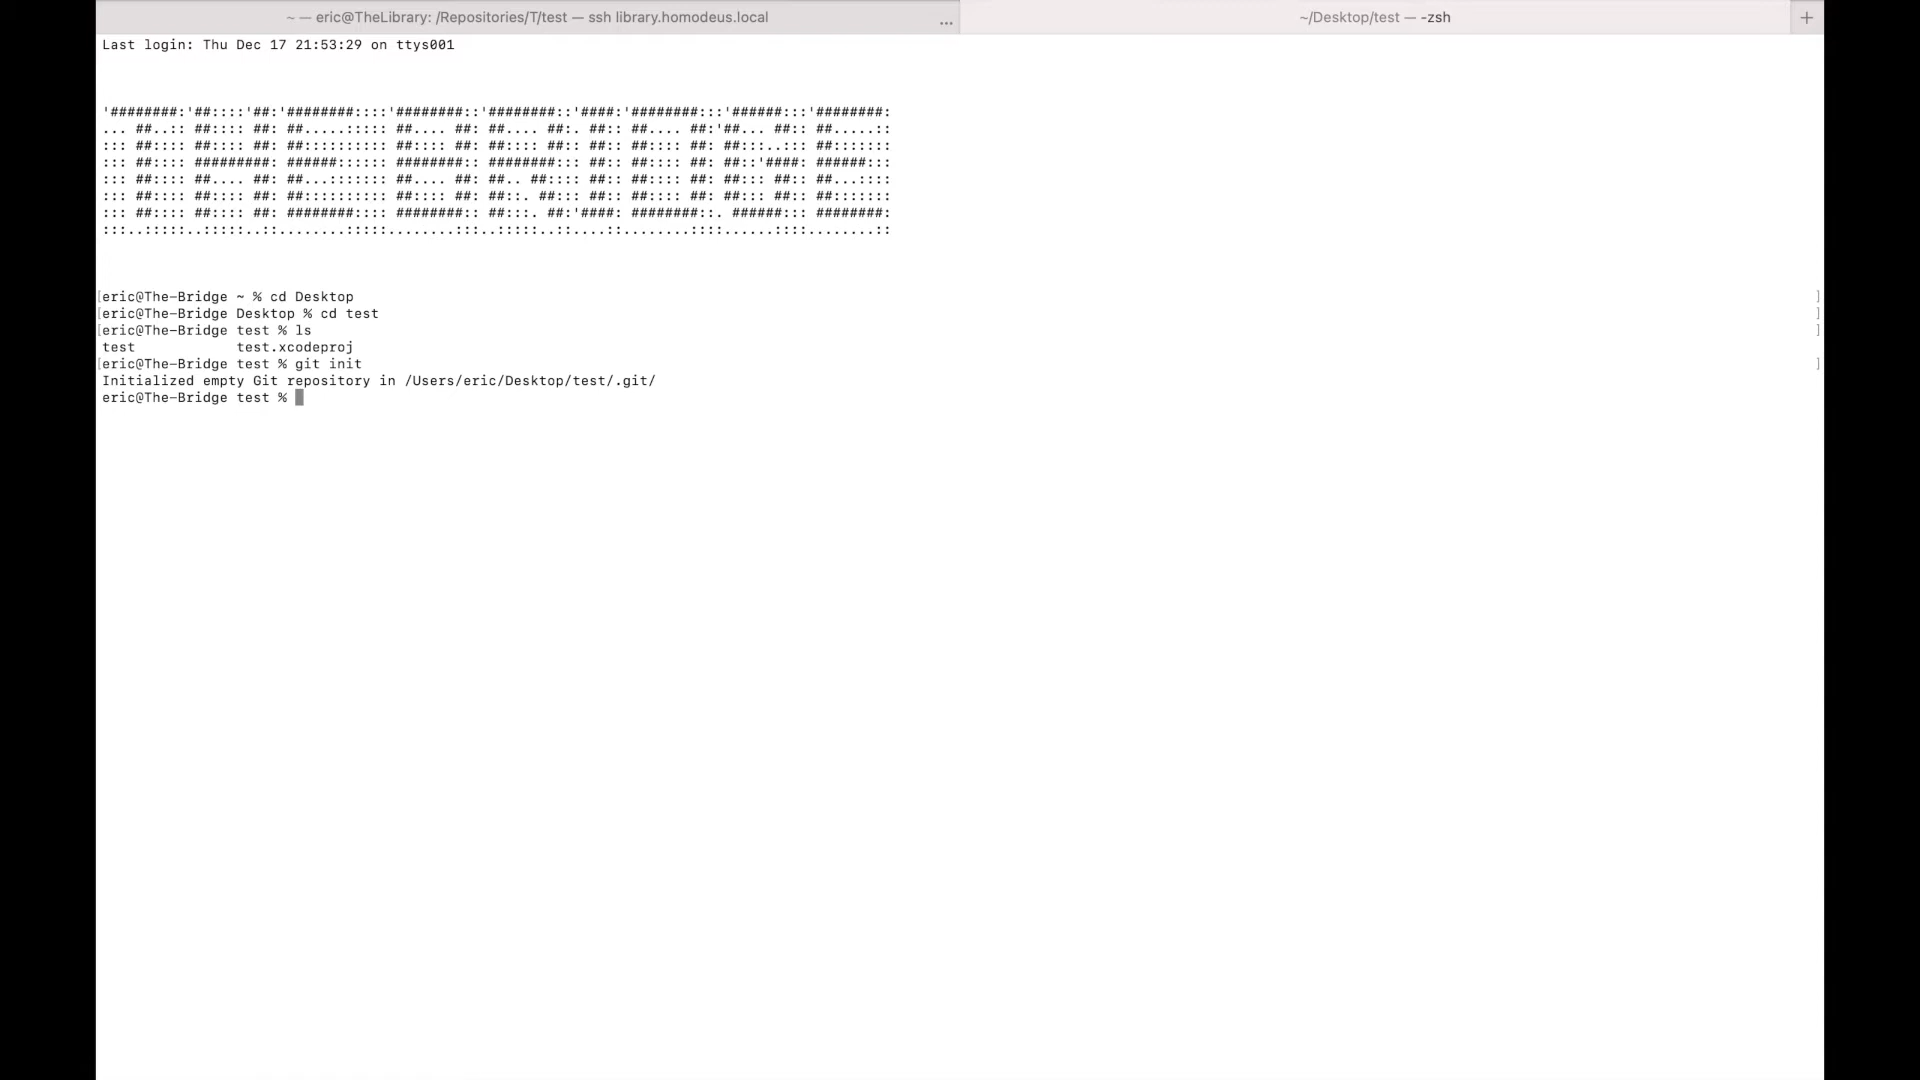 ~ — eric@TheLibrary: /Repositories/T/test — ssh library.homodeus.local
...
~/Desktop/test — -zsh
+
Last login: Thu Dec 17 21:53:29 on ttys001
'########:'##::::'##:'########::::'########::'########::'####:'########:::'######:::'########:
... ##..:: ##:::: ##: ##.....::::: ##.... ##: ##.... ##:. ##:: ##.... ##:'##... ##:: ##.....::
::: ##:::: ##:::: ##: ##:::::::::: ##:::: ##: ##:::: ##:: ##:: ##:::: ##: ##:::..::: ##:::::::
::: ##:::: #########: ######:::::: ########:: ########::: ##:: ##:::: ##: ##::'####: ######:::
::: ##:::: ##.... ##: ##...::::::: ##.... ##: ##.. ##:::: ##:: ##:::: ##: ##::: ##:: ##...::::
::: ##:::: ##:::: ##: ##:::::::::: ##:::: ##: ##::. ##::: ##:: ##:::: ##: ##::: ##:: ##:::::::
::: ##:::: ##:::: ##: ########:::: ########:: ##:::. ##:'####: ########::. ######::: ########:
:::..:::::..:::::..::........:::::........:::..:::::..::....::........::::......::::........::
[eric@The-Bridge ~ % cd Desktop ]
[eric@The-Bridge Desktop % cd test ]
[eric@The-Bridge test % ls ]
test            test.xcodeproj
[eric@The-Bridge test % git init ]
Initialized empty Git repository in /Users/eric/Desktop/test/.git/
eric@The-Bridge test %